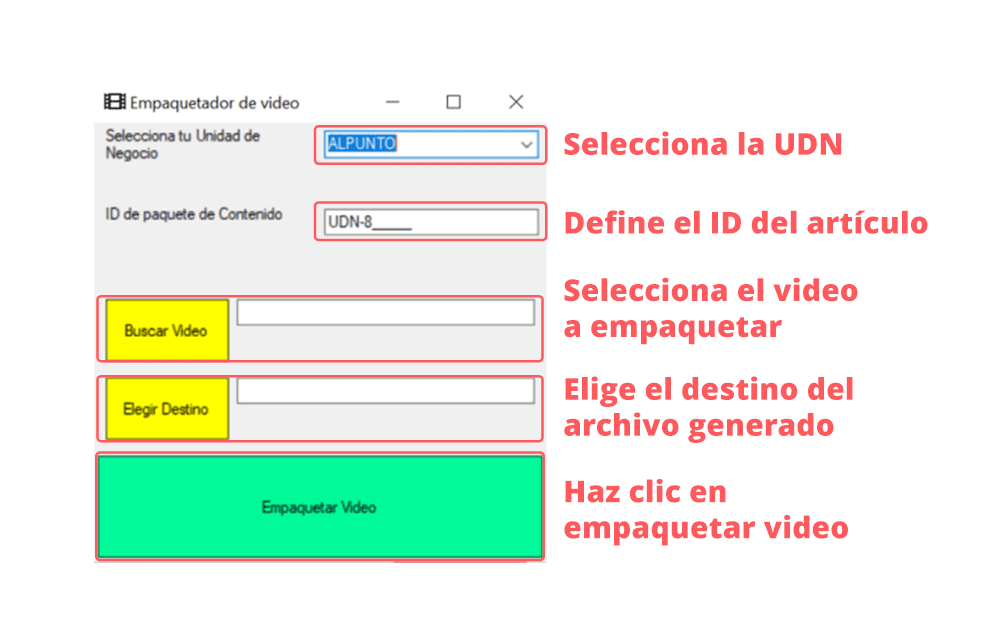 Empaquetador de video
Selecciona tu Unidad de
Negocio
ALPUNTO
Selecciona la UDN
ID de paquete de Contenido
UDN-8_____
Define el ID del artículo
Buscar Video
Selecciona el video
a empaquetar
Elegir Destino
Elige el destino del
archivo generado
Empaquetar Video
Haz clic en
empaquetar video